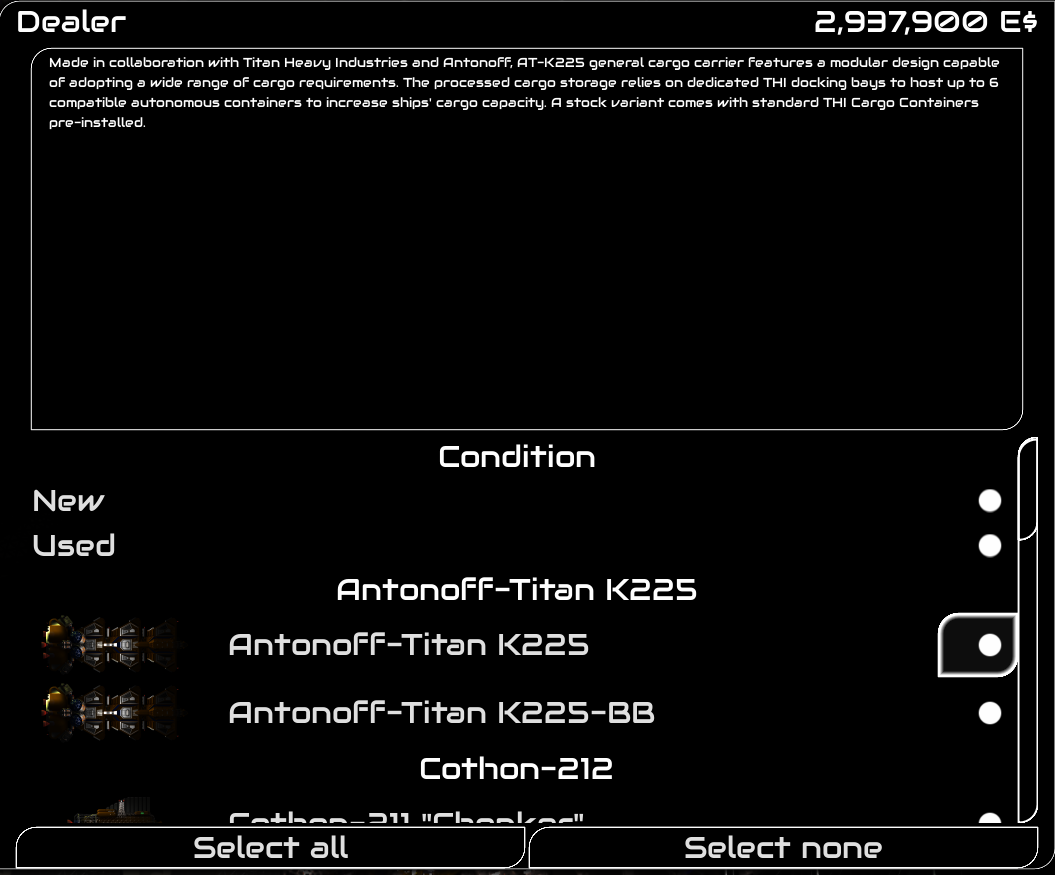 Dealer
2,937,900 E$
Made in collaboration with Titan Heavy Industries and Antonoff, AT-K225 general cargo carrier features a modular design capable
of adopting a wide range of cargo requirements. The processed cargo storage relies on dedicated THI docking bays to host up to 6
compatible autonomous containers to increase ships' cargo capacity. A stock variant comes with standard THI Cargo Containers
pre-installed.
Condition
New
Used
Antonoff-Titan K225
Antonoff-Titan K225
Antonoff-Titan K225-BB
Cothon-212
Cothon-211 "Chonker"
Select all
Select none